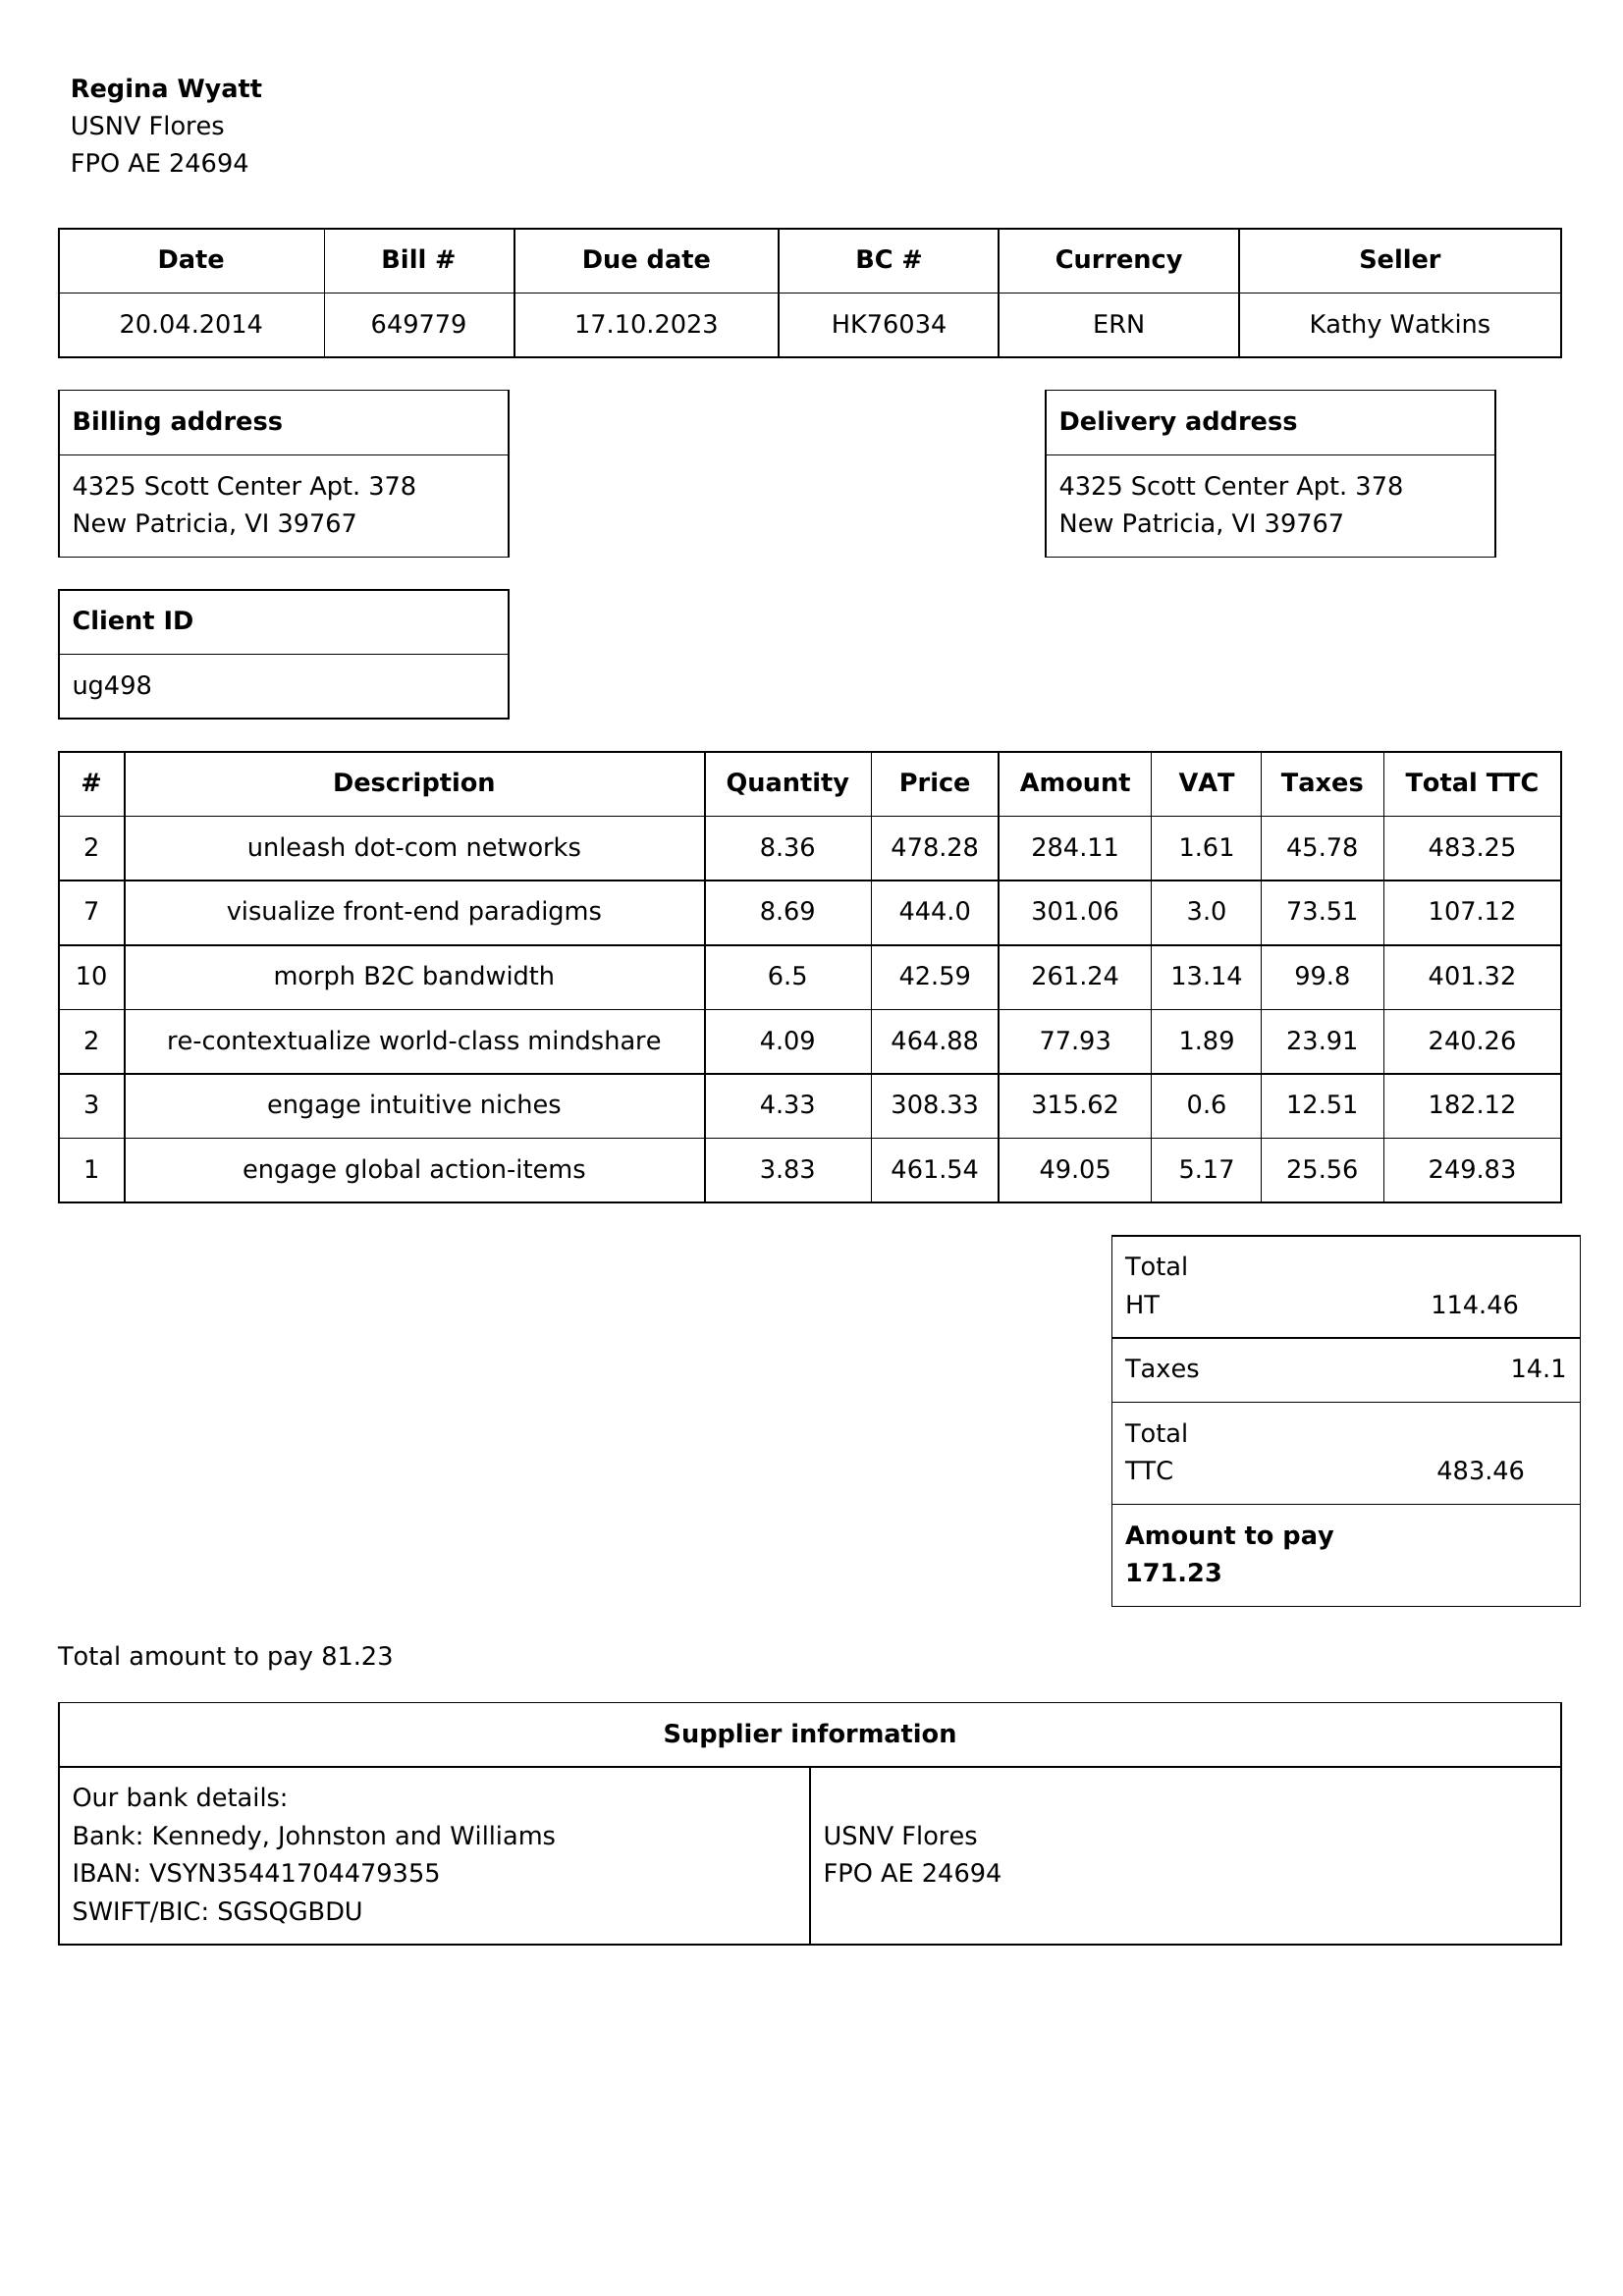 Regina Wyatt
USNV Flores
FPO AE 24694
Date Bill # Due date BC # Currency Seller
20.04.2014 649779 17.10.2023 HK76034 ERN Kathy Watkins
Billing address
4325 Scott Center Apt. 378
New Patricia, VI 39767
Delivery address
4325 Scott Center Apt. 378
New Patricia, VI 39767
Client ID
ug498
# Description Quantity Price Amount VAT Taxes Total TTC
2 unleash dot-com networks 8.36 478.28 284.11 1.61 45.78 483.25
7 visualize front-end paradigms 8.69 444.0 301.06 3.0 73.51 107.12
10 morph B2C bandwidth 6.5 42.59 261.24 13.14 99.8 401.32
2 re-contextualize world-class mindshare 4.09 464.88 77.93 1.89 23.91 240.26
3 engage intuitive niches 4.33 308.33 315.62 0.6 12.51 182.12
1 engage global action-items 3.83 461.54 49.05 5.17 25.56 249.83
Total
HT 114.46
Taxes 14.1
Total
TTC 483.46
Amount to pay
171.23
Total amount to pay 81.23
Supplier information
Our bank details:
Bank: Kennedy, Johnston and Williams
IBAN: VSYN35441704479355
SWIFT/BIC: SGSQGBDU
USNV Flores
FPO AE 24694